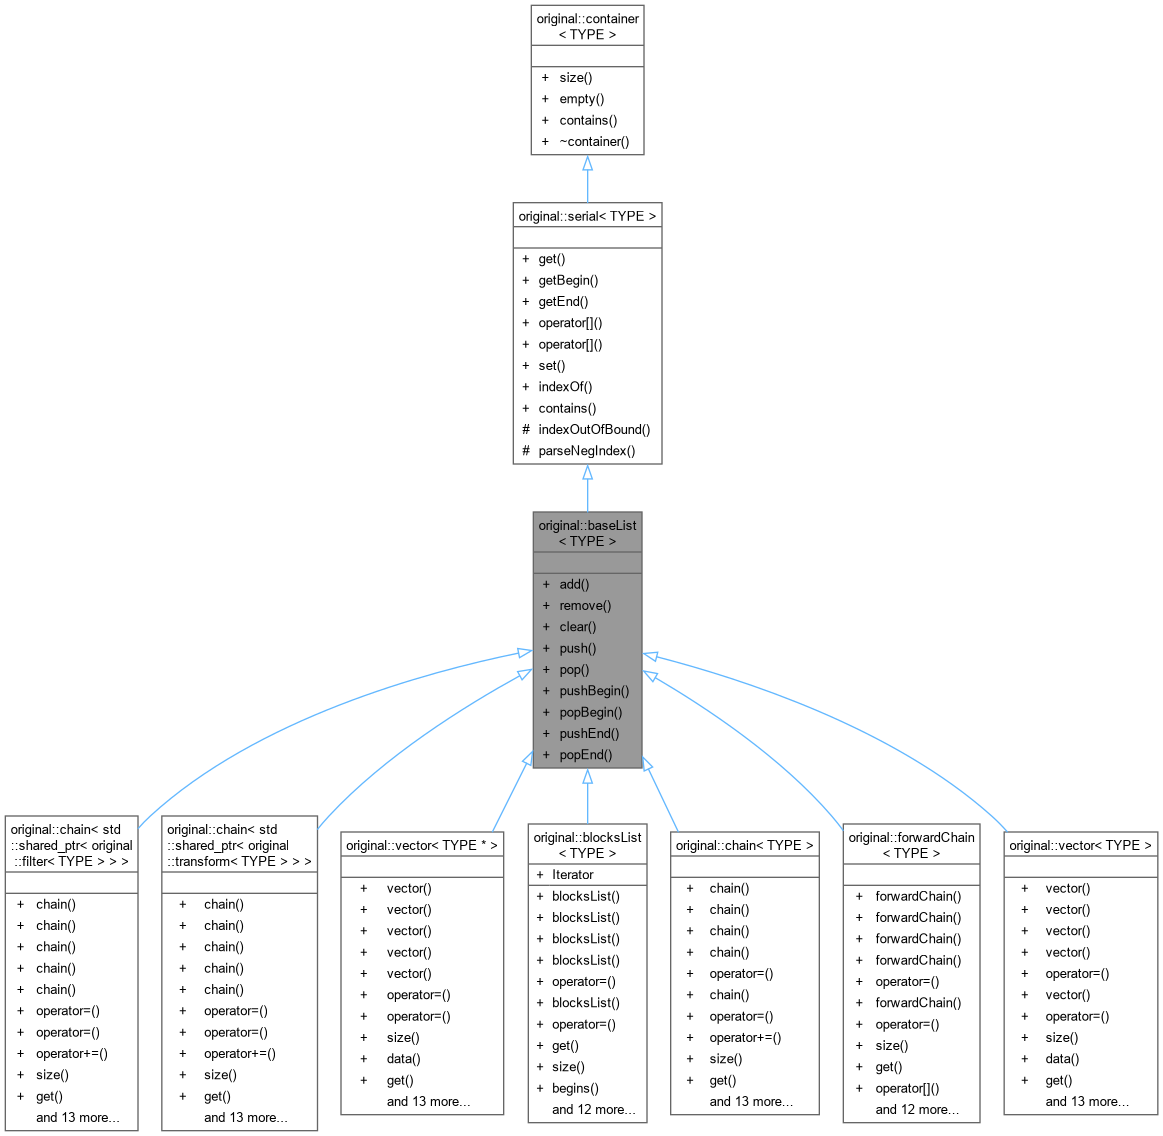 original::container
< TYPE >
+ size()
+ empty()
+ contains()
+ ~container()
original::serial< TYPE >
+ get()
+ getBegin()
+ getEnd()
+ operator[]()
+ operator[]()
+ set()
+ indexOf()
+ contains()
# indexOutOfBound()
# parseNegIndex()
original::baseList
< TYPE >
+ add()
+ remove()
+ clear()
+ push()
+ pop()
+ pushBegin()
+ popBegin()
+ pushEnd()
+ popEnd()
original::chain< std
::shared_ptr< original
::filter< TYPE > > >
+ chain()
+ chain()
+ chain()
+ chain()
+ chain()
+ operator=()
+ operator=()
+ operator+=()
+ size()
+ get()
and 13 more...
original::chain< std
::shared_ptr< original
::transform< TYPE > > >
+ chain()
+ chain()
+ chain()
+ chain()
+ chain()
+ operator=()
+ operator=()
+ operator+=()
+ size()
+ get()
and 13 more...
original::vector< TYPE * >
+ vector()
+ vector()
+ vector()
+ vector()
+ vector()
+ operator=()
+ operator=()
+ size()
+ data()
+ get()
and 13 more...
original::blocksList
< TYPE >
+ Iterator
+ blocksList()
+ blocksList()
+ blocksList()
+ blocksList()
+ operator=()
+ blocksList()
+ operator=()
+ get()
+ size()
+ begins()
and 12 more...
original::chain< TYPE >
+ chain()
+ chain()
+ chain()
+ chain()
+ operator=()
+ chain()
+ operator=()
+ operator+=()
+ size()
+ get()
and 13 more...
original::forwardChain
< TYPE >
+ forwardChain()
+ forwardChain()
+ forwardChain()
+ forwardChain()
+ operator=()
+ forwardChain()
+ operator=()
+ size()
+ get()
+ operator[]()
and 12 more...
original::vector< TYPE >
+ vector()
+ vector()
+ vector()
+ vector()
+ operator=()
+ vector()
+ operator=()
+ size()
+ data()
+ get()
and 13 more...